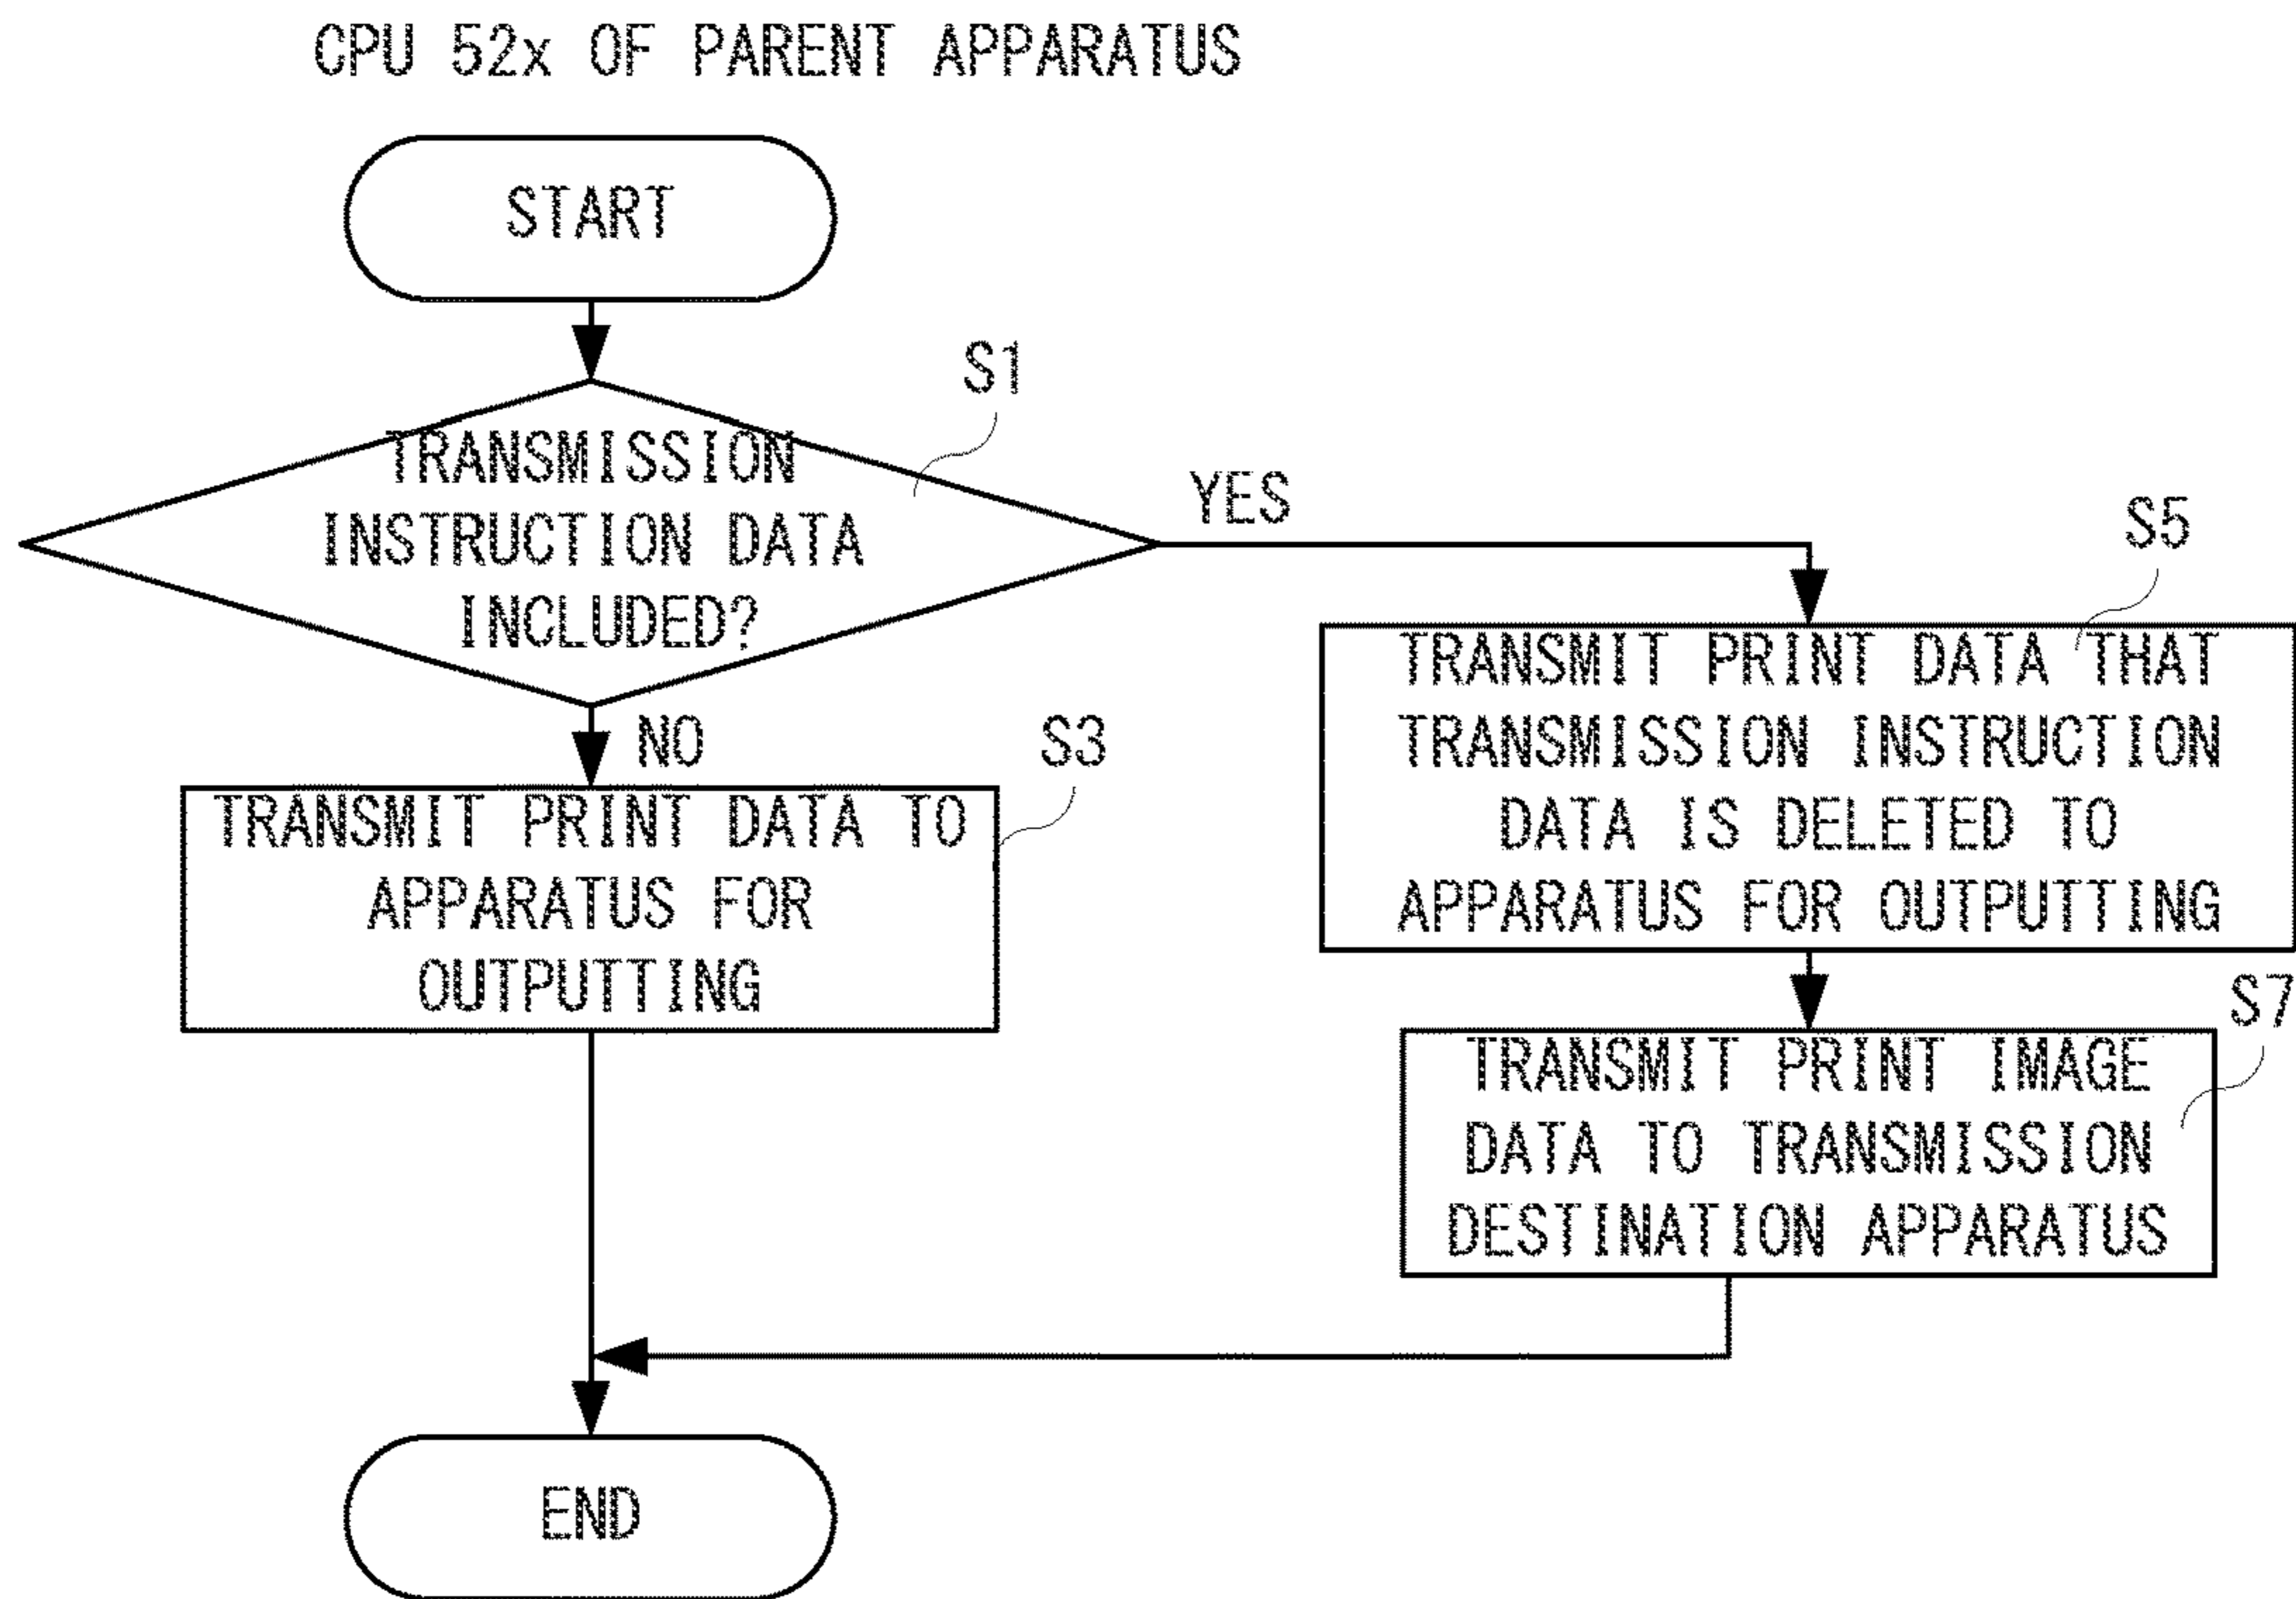 CPU 52x OF PARENT APPARATUS
START
S1
TRANSMISSION
INSTRUCTION DATA
INCLUDED?
YES
NO
S3
TRANSMIT PRINT DATA TO
APPARATUS FOR
OUTPUTTING
S5
TRANSMIT PRINT DATA THAT
TRANSMISSION INSTRUCTION
DATA IS DELETED TO
APPARATUS FOR OUTPUTTING
S7
TRANSMIT PRINT IMAGE
DATA TO TRANSMISSION
DESTINATION APPARATUS
END